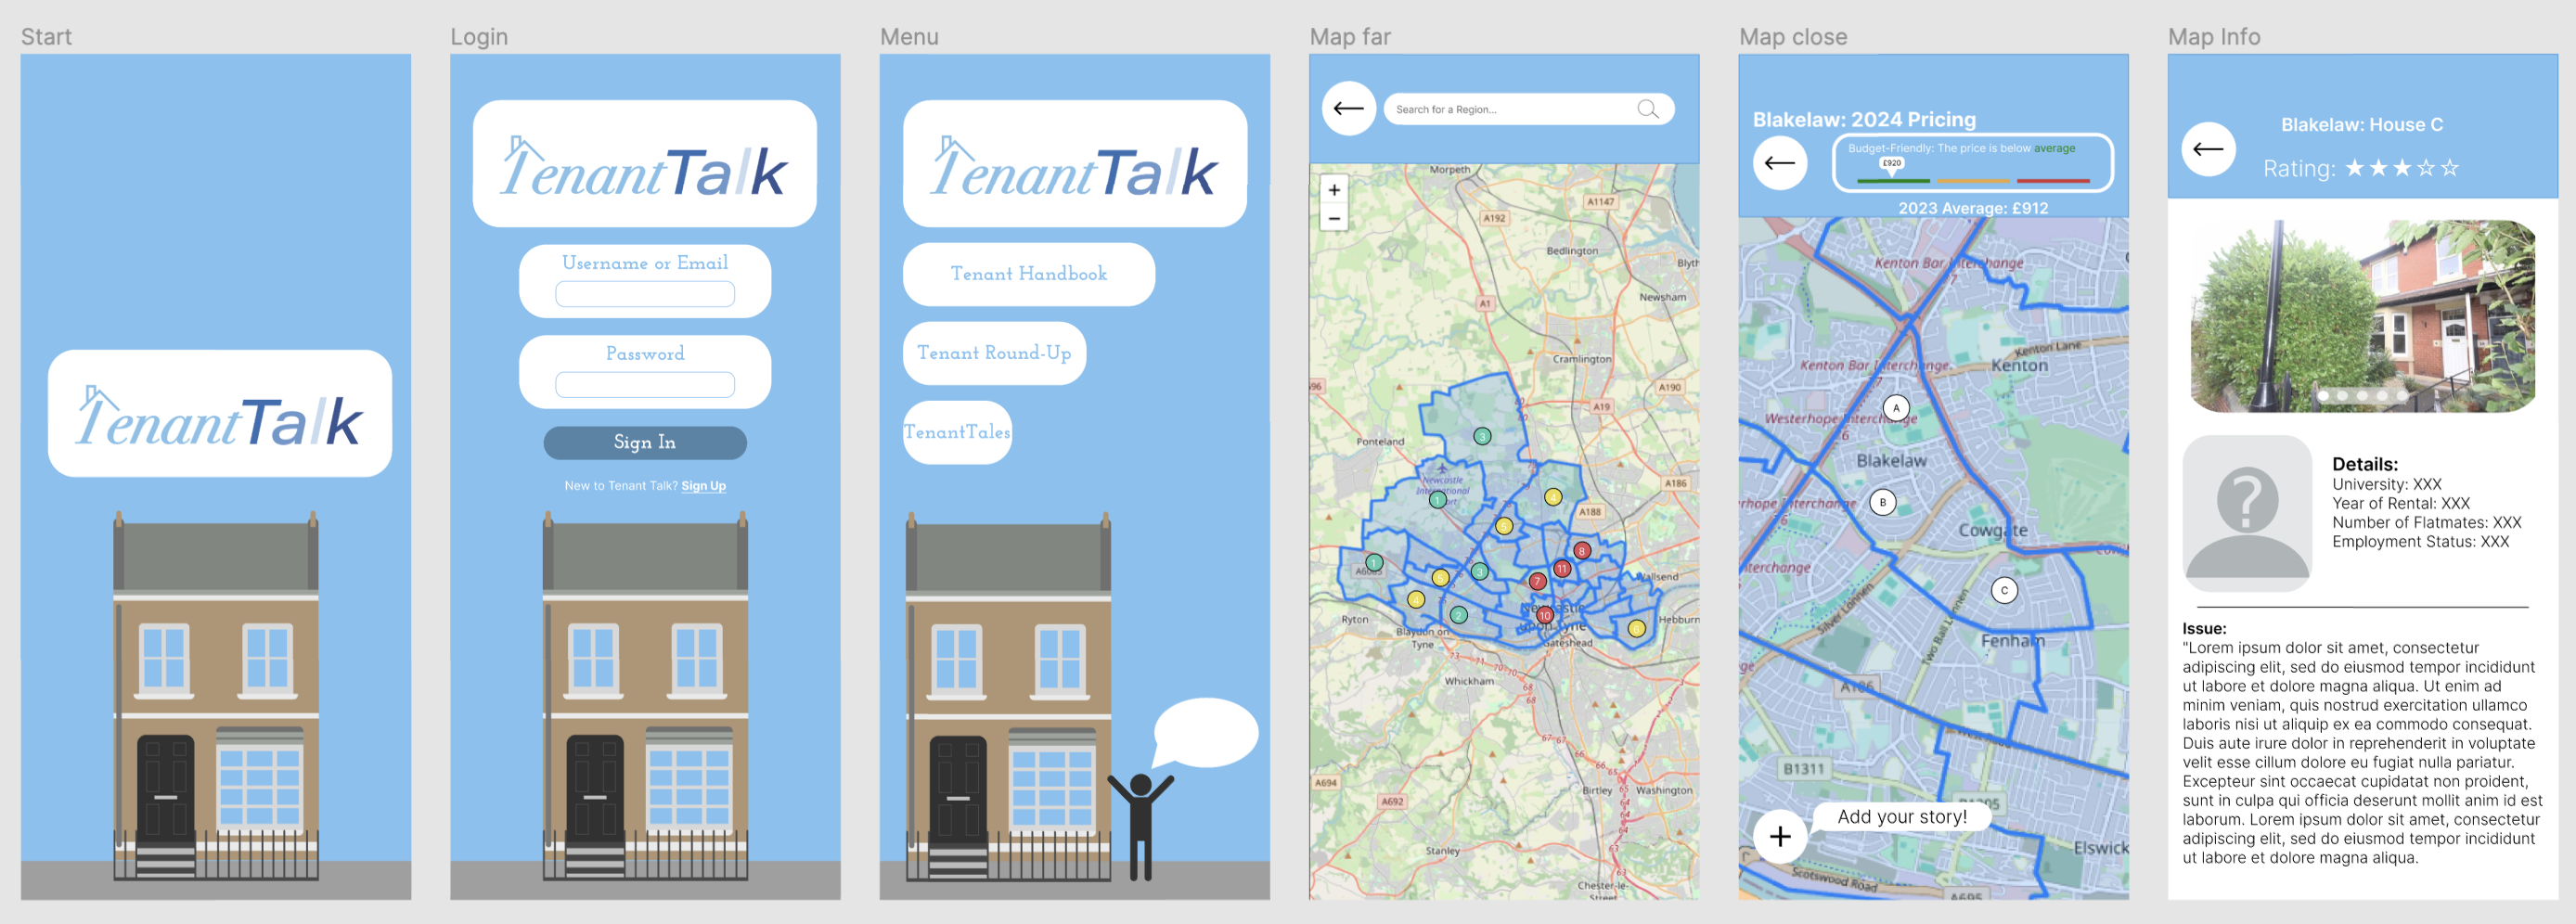 Start
TenantTalk
Login
TenantTalk
Username or Email
Password
Sign In
New to Tenant Talk? Sign Up
Menu
TenantTalk
Tenant Handbook
Tenant Round-Up
TenantTales
Map far
Search for a Region...
+
−
Morpeth
A1147
A192
Bedlington
Blyth
A1
Newsham
Cramlington
A190
A19
Ponteland
3
A186
Newcastle
International
1
4
A188
5
8
1
3
11
Wallsend
5
7
4
2
10
6
Newcastle
upon Tyne
Ryton
Blaydon on
Tyne
Gateshead
Hebburn
Whickham
A694
A692
Birtley
Washington
Stanley
Chester-le-
Street
Map close
Blakelaw: 2024 Pricing
Budget-Friendly: The price is below average
£920
2023 Average: £912
Kenton Bar Interchange
7
Kenton Lane
Kenton Bar Interchange
7
Kenton
A
Westerhope Interchange
6
Blakelaw
B
Cowgate
C
Silver Lonnen
Two Ball Lonnen
Fenham
A186
B1311
B1305
Add your story!
+
Elswick
Scotswood Road
A695
Map Info
Blakelaw: House C
Rating: ★★★☆☆
?
Details:
University: XXX
Year of Rental: XXX
Number of Flatmates: XXX
Employment Status: XXX
Issue:
"Lorem ipsum dolor sit amet, consectetur
adipiscing elit, sed do eiusmod tempor incididunt
ut labore et dolore magna aliqua. Ut enim ad
minim veniam, quis nostrud exercitation ullamco
laboris nisi ut aliquip ex ea commodo consequat.
Duis aute irure dolor in reprehenderit in voluptate
velit esse cillum dolore eu fugiat nulla pariatur.
Excepteur sint occaecat cupidatat non proident,
sunt in culpa qui officia deserunt mollit anim id est
laborum. Lorem ipsum dolor sit amet, consectetur
adipiscing elit, sed do eiusmod tempor incididunt
ut labore et dolore magna aliqua.